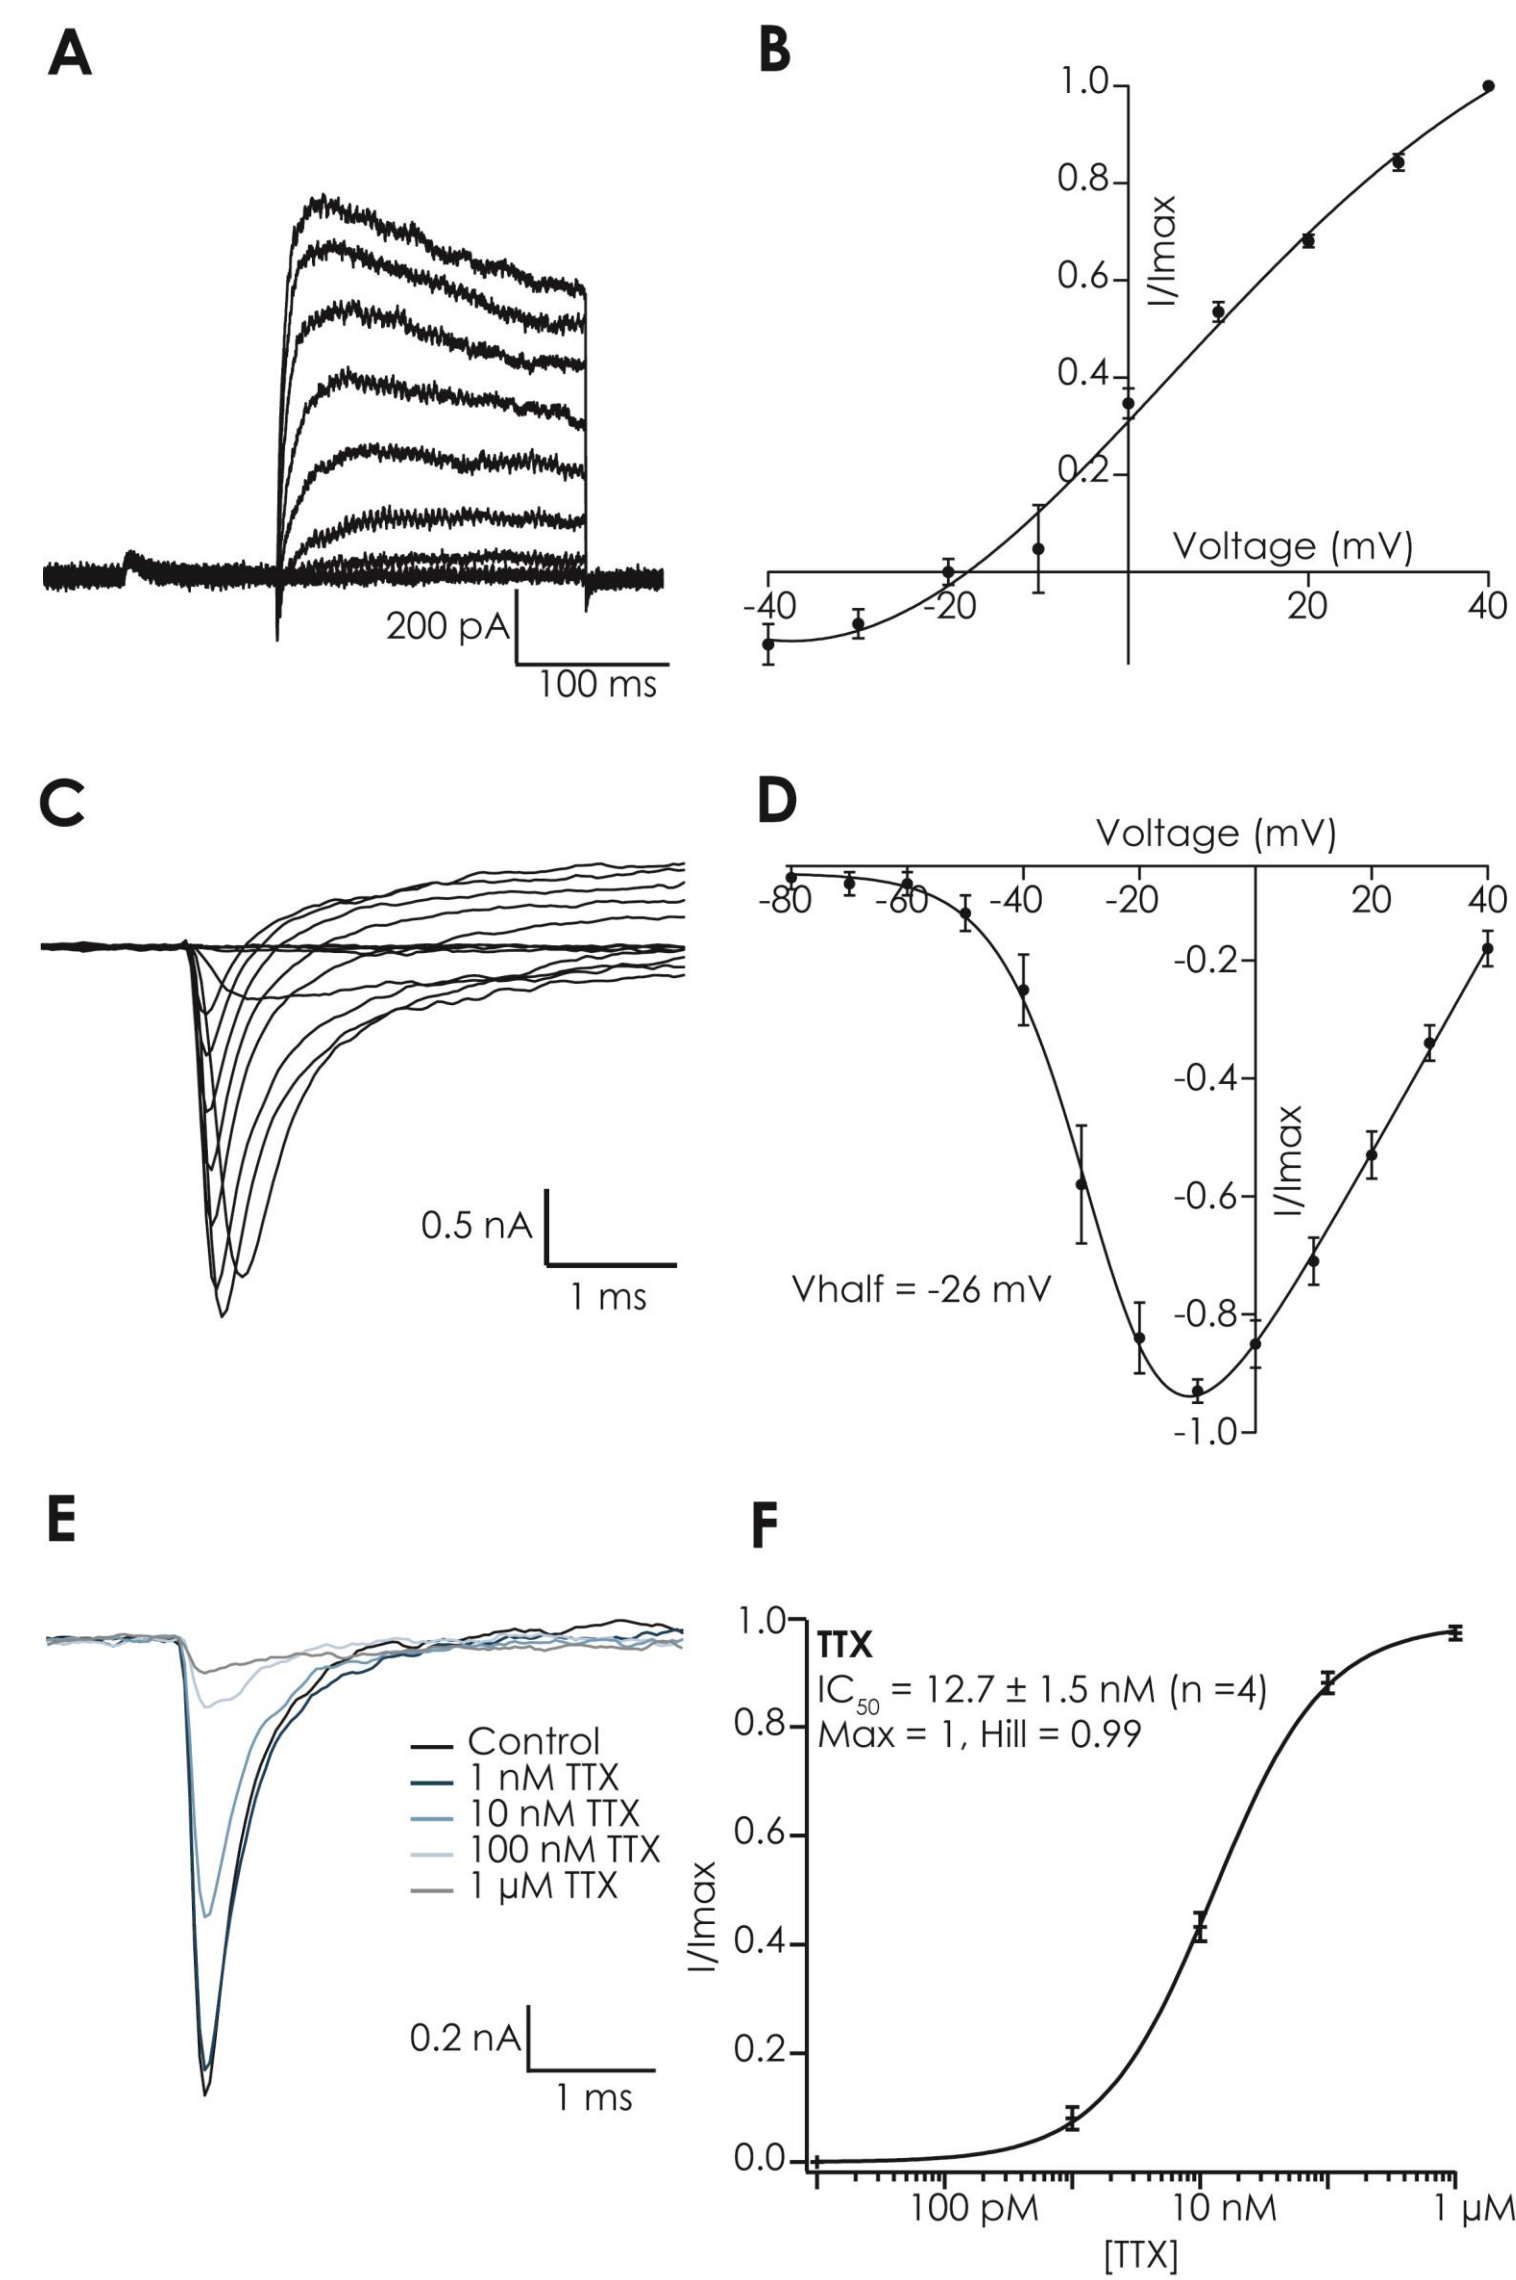 A
200 pA
100 ms
B
1.0
0.8
0.6
0.4
0.2
I/Imax
Voltage (mV)
-40
-20
20
40
C
0.5 nA
1 ms
D
Voltage (mV)
-80
-60
-40
-20
20
40
-0.2
-0.4
-0.6
-0.8
-1.0
I/Imax
Vhalf = -26 mV
E
Control
1 nM TTX
10 nM TTX
100 nM TTX
1 µM TTX
0.2 nA
1 ms
F
1.0
0.8
0.6
0.4
0.2
0.0
I/Imax
TTX
IC50 = 12.7 ± 1.5 nM (n =4)
Max = 1, Hill = 0.99
100 pM
10 nM
1 µM
[TTX]